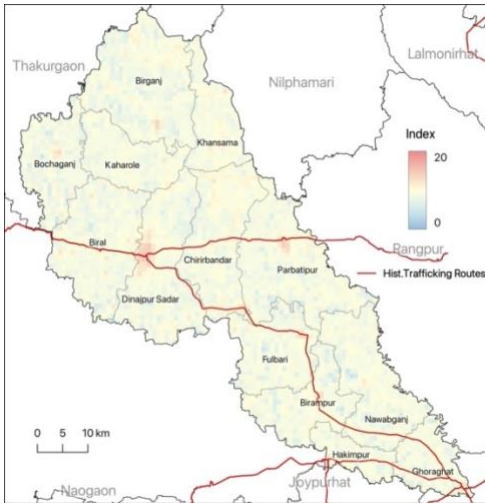 Lalmonirhat
Thakurgaon
Birganj
Nilphamari
Khansama
Index
20
0
Bochaganj
Kaharole
Biral
Chirirbandar
Parbatipur
Rangpur
Hist.Trafficking Routes
Dinajpur Sadar
Fulbari
Birampur
Nawabganj
0 5 10 km
Hakimpur
Ghoraghat
Joypurhat
Naogaon